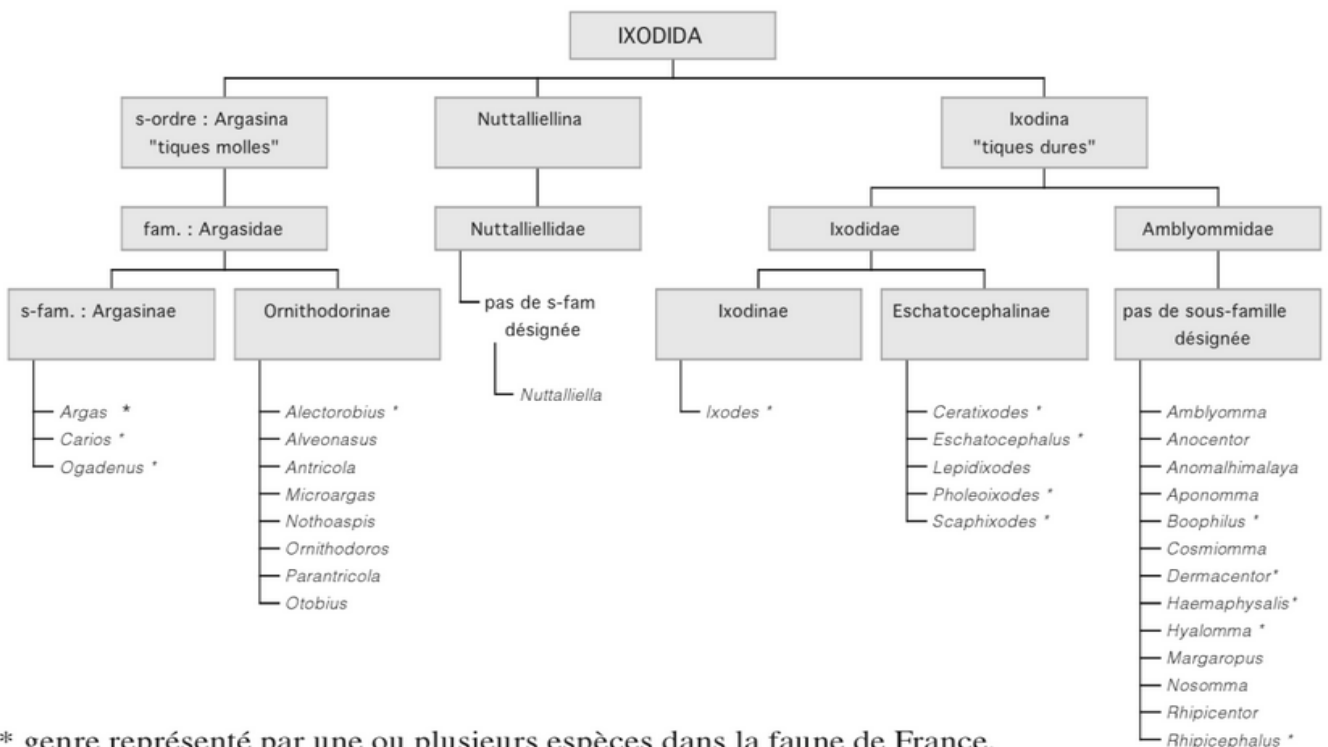 IXODIDA
s-ordre : Argasina
"tiques molles"
Nuttalliellina
Ixodina
"tiques dures"
fam. : Argasidae
Nuttalliellidae
Ixodidae
Amblyommidae
s-fam. : Argasinae
Ornithodorinae
pas de s-fam
désignée
Ixodinae
Eschatocephalinae
pas de sous-famille
désignée
Argas *
Carios *
Ogadenus *
Alectorobius *
Alveonasus
Antricola
Microargas
Nothoaspis
Ornithodoros
Parantricola
Otobius
Nuttalliella
Ixodes *
Ceratixodes *
Eschatocephalus *
Lepidixodes
Pholeoixodes *
Scaphixodes *
Amblyomma
Anocentor
Anomalhimalaya
Aponomma
Boophilus *
Cosmiomma
Dermacentor*
Haemaphysalis*
Hyalomma *
Margaropus
Nosomma
Rhipicentor
Rhipicephalus *
* genre représenté par une ou plusieurs espèces dans la faune de France.